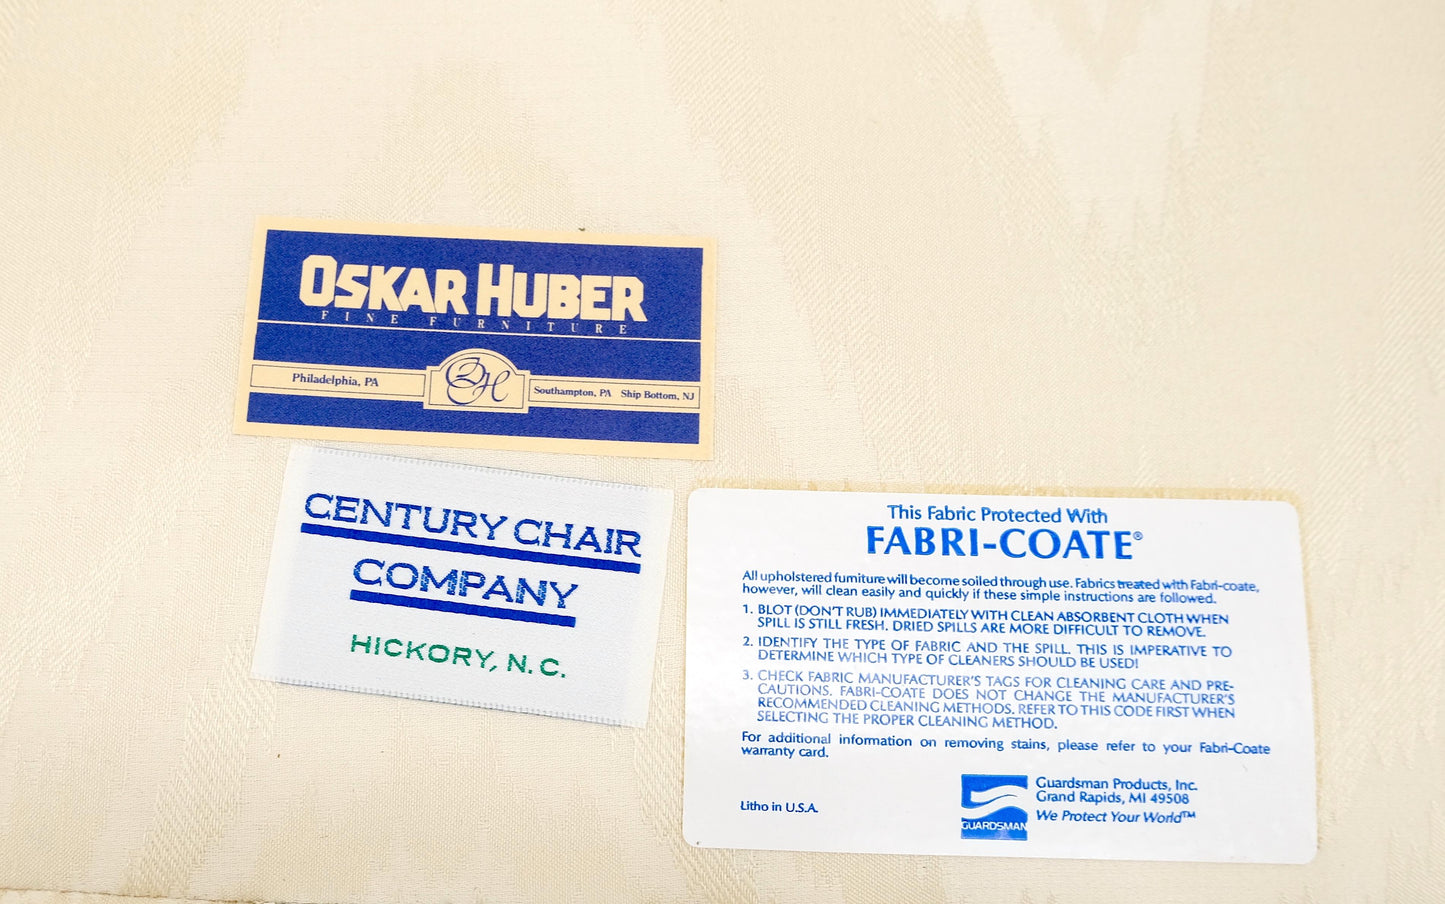 OSKAR HUBER
FINE FURNITURE
Philadelphia, PA
OH
Southampton, PA Ship Bottom, NJ
CENTURY CHAIR
COMPANY
HICKORY, N.C.
This Fabric Protected With
FABRI-COATE®
All upholstered furniture will become soiled through use. Fabrics treated with Fabri-coate,
however, will clean easily and quickly if these simple instructions are followed.
1. BLOT (DON'T RUB) IMMEDIATELY WITH CLEAN ABSORBENT CLOTH WHEN
SPILL IS STILL FRESH. DRIED SPILLS ARE MORE DIFFICULT TO REMOVE.
2. IDENTIFY THE TYPE OF FABRIC AND THE SPILL. THIS IS IMPERATIVE TO
DETERMINE WHICH TYPE OF CLEANERS SHOULD BE USED!
3. CHECK FABRIC MANUFACTURER'S TAGS FOR CLEANING CARE AND PRE-
CAUTIONS. FABRI-COATE DOES NOT CHANGE THE MANUFACTURER'S
RECOMMENDED CLEANING METHODS. REFER TO THIS CODE FIRST WHEN
SELECTING THE PROPER CLEANING METHOD.
For additional information on removing stains, please refer to your Fabri-Coate
warranty card.
Litho in U.S.A.
GUARDSMAN
Guardsman Products, Inc.
Grand Rapids, MI 49508
We Protect Your World™